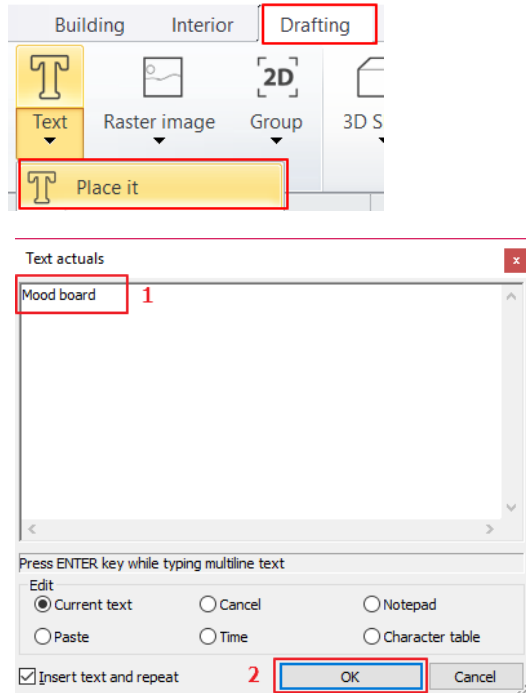 Building Interior Drafting
2D
Text Raster image Group 3D S
Place it
Text actuals x
Mood board 1
Press ENTER key while typing multiline text
Edit
Current text Cancel Notepad
Paste Time Character table
Insert text and repeat 2 OK Cancel